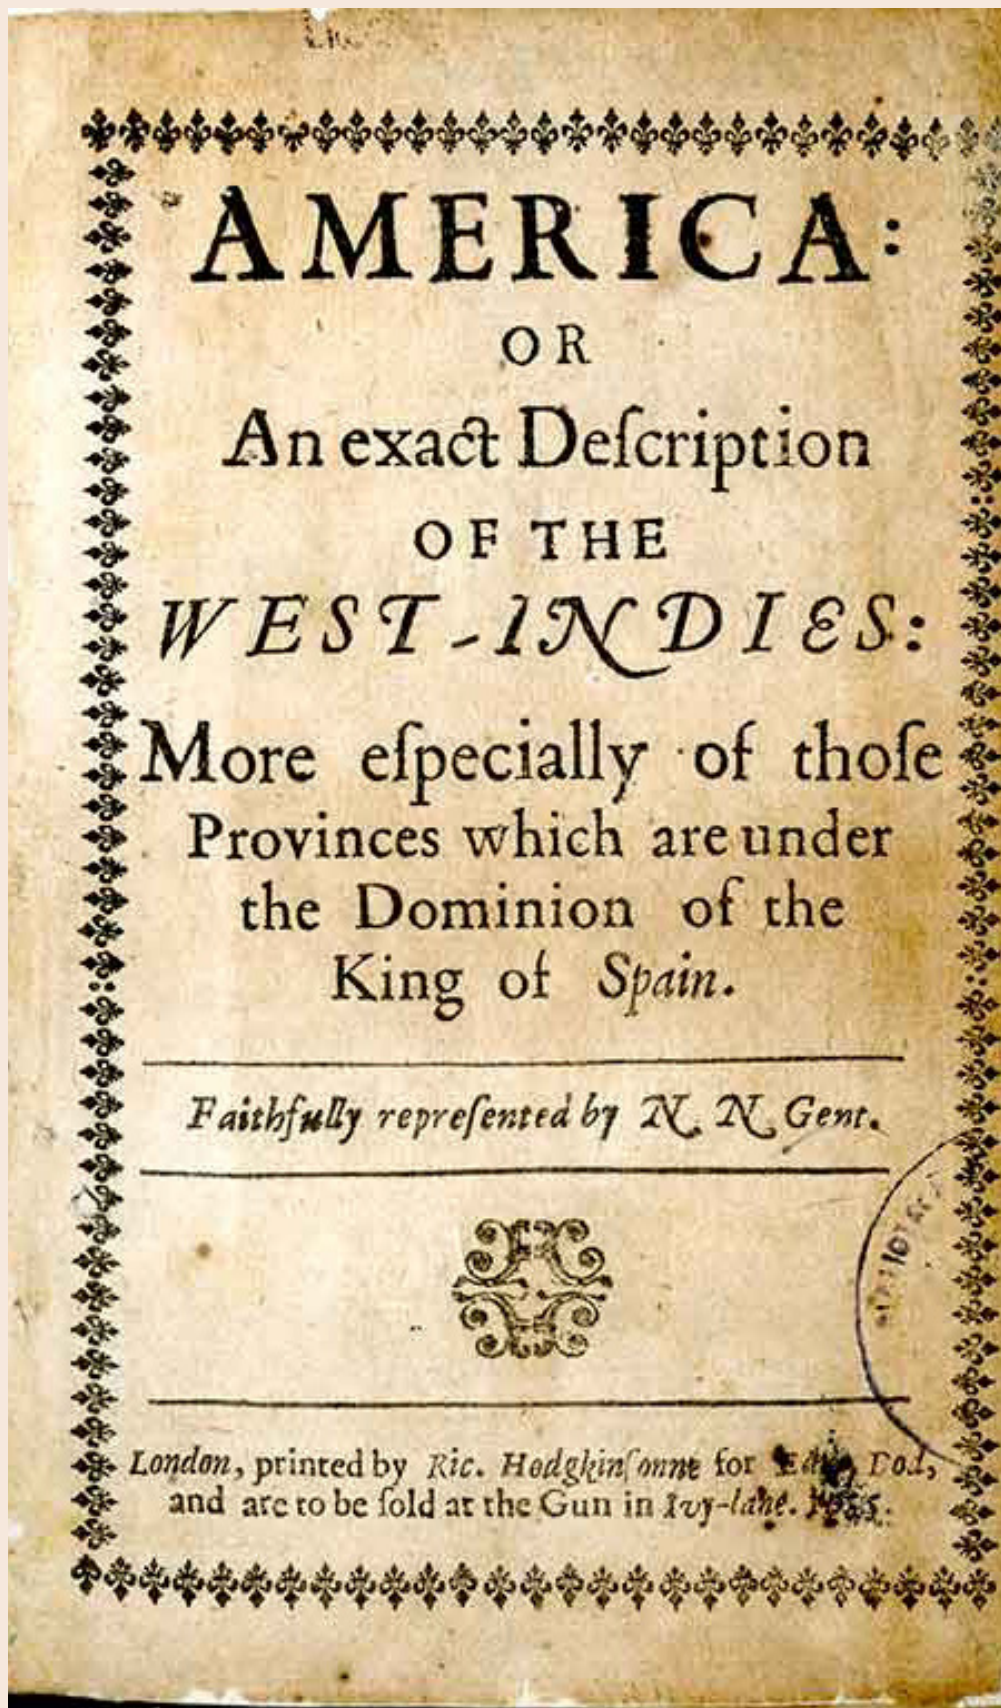 AMERICA:
OR
An exact Deſcription
OF THE
WEST-INDIES:
More eſpecially of thoſe
Provinces which are under
the Dominion of the
King of Spain.
Faithfully repreſented by N. N. Gent.
London, printed by Ric. Hodgkinſonne for Dod,
and are to be ſold at the Gun in Ivy-lane.